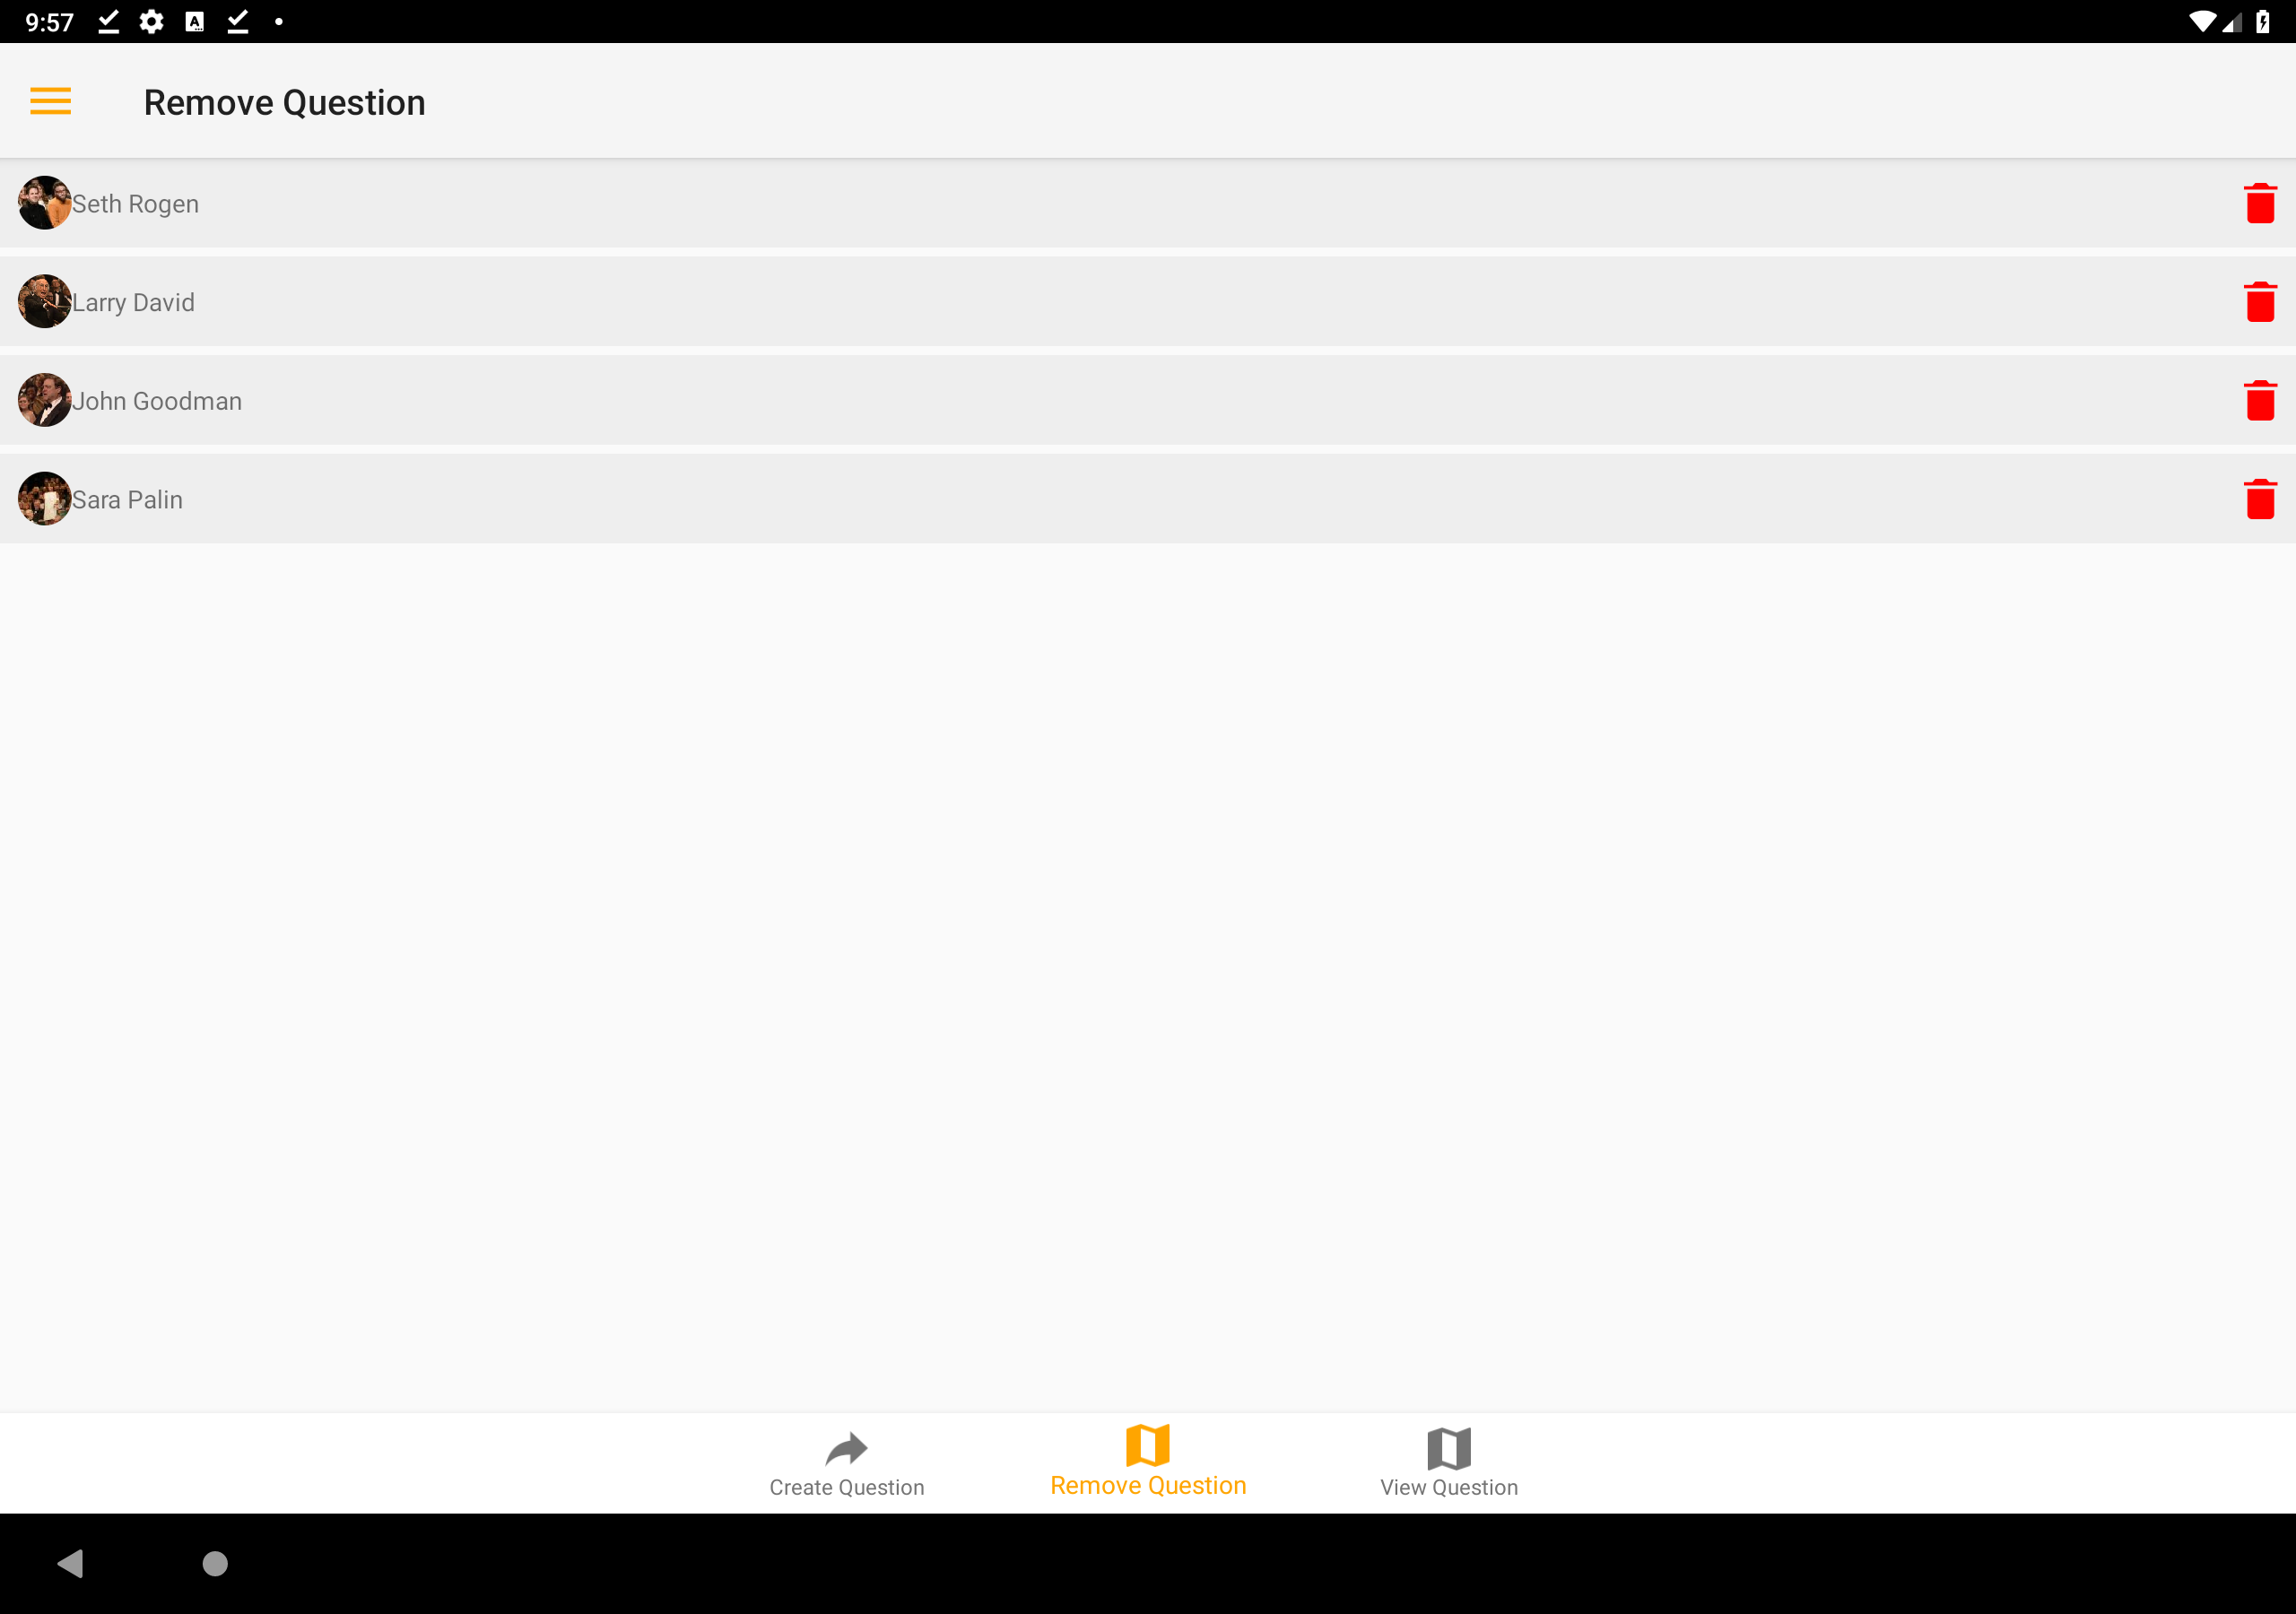 9:57
Remove Question
Seth Rogen
Larry David
John Goodman
Sara Palin
Create Question
Remove Question
View Question